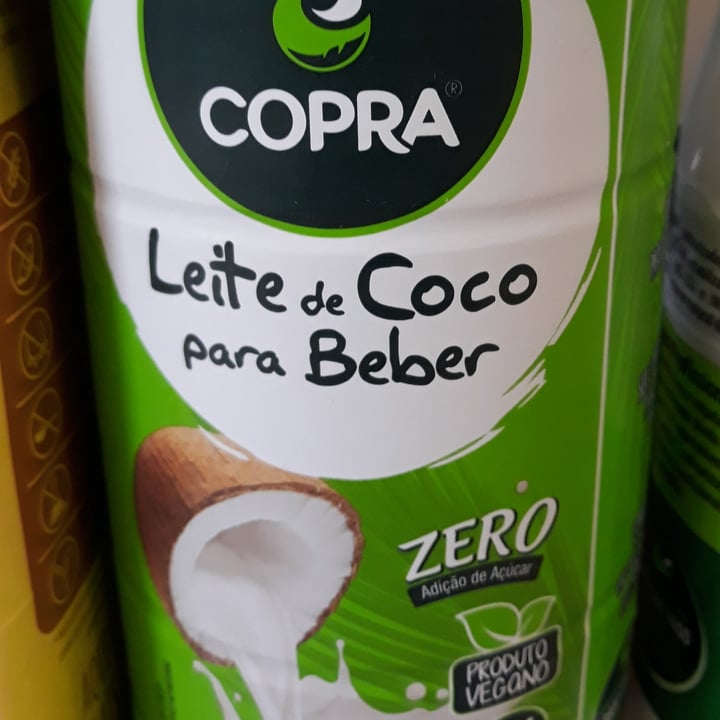 COPRA®
Leite de Coco
para Beber
ZERO
Adição de Açúcar
PRODUTO
VEGANO